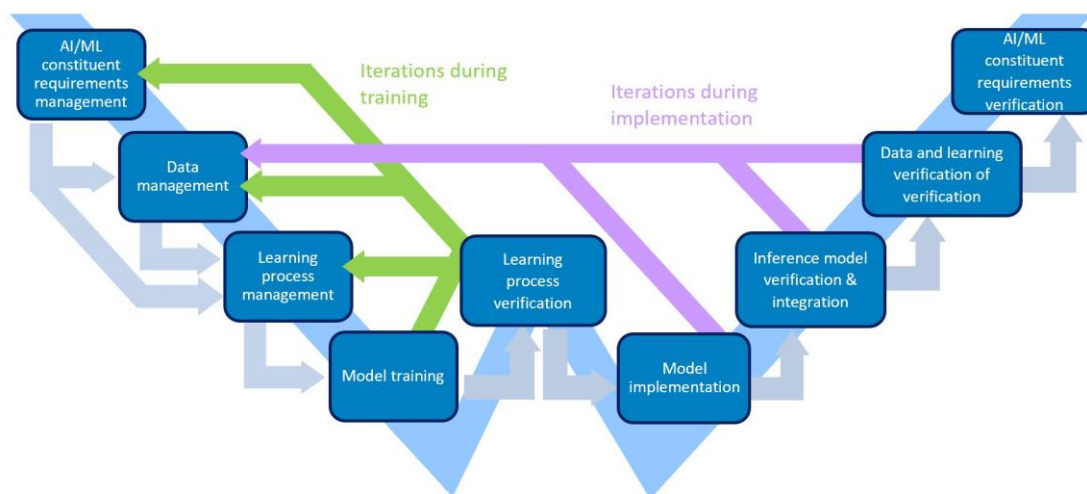 AI/ML
constituent
requirements
management
Iterations during
training
Iterations during
implementation
AI/ML
constituent
requirements
verification
Data
management
Data and learning
verification of
verification
Learning
process
management
Learning
process
verification
Inference model
verification &
integration
Model training
Model
implementation